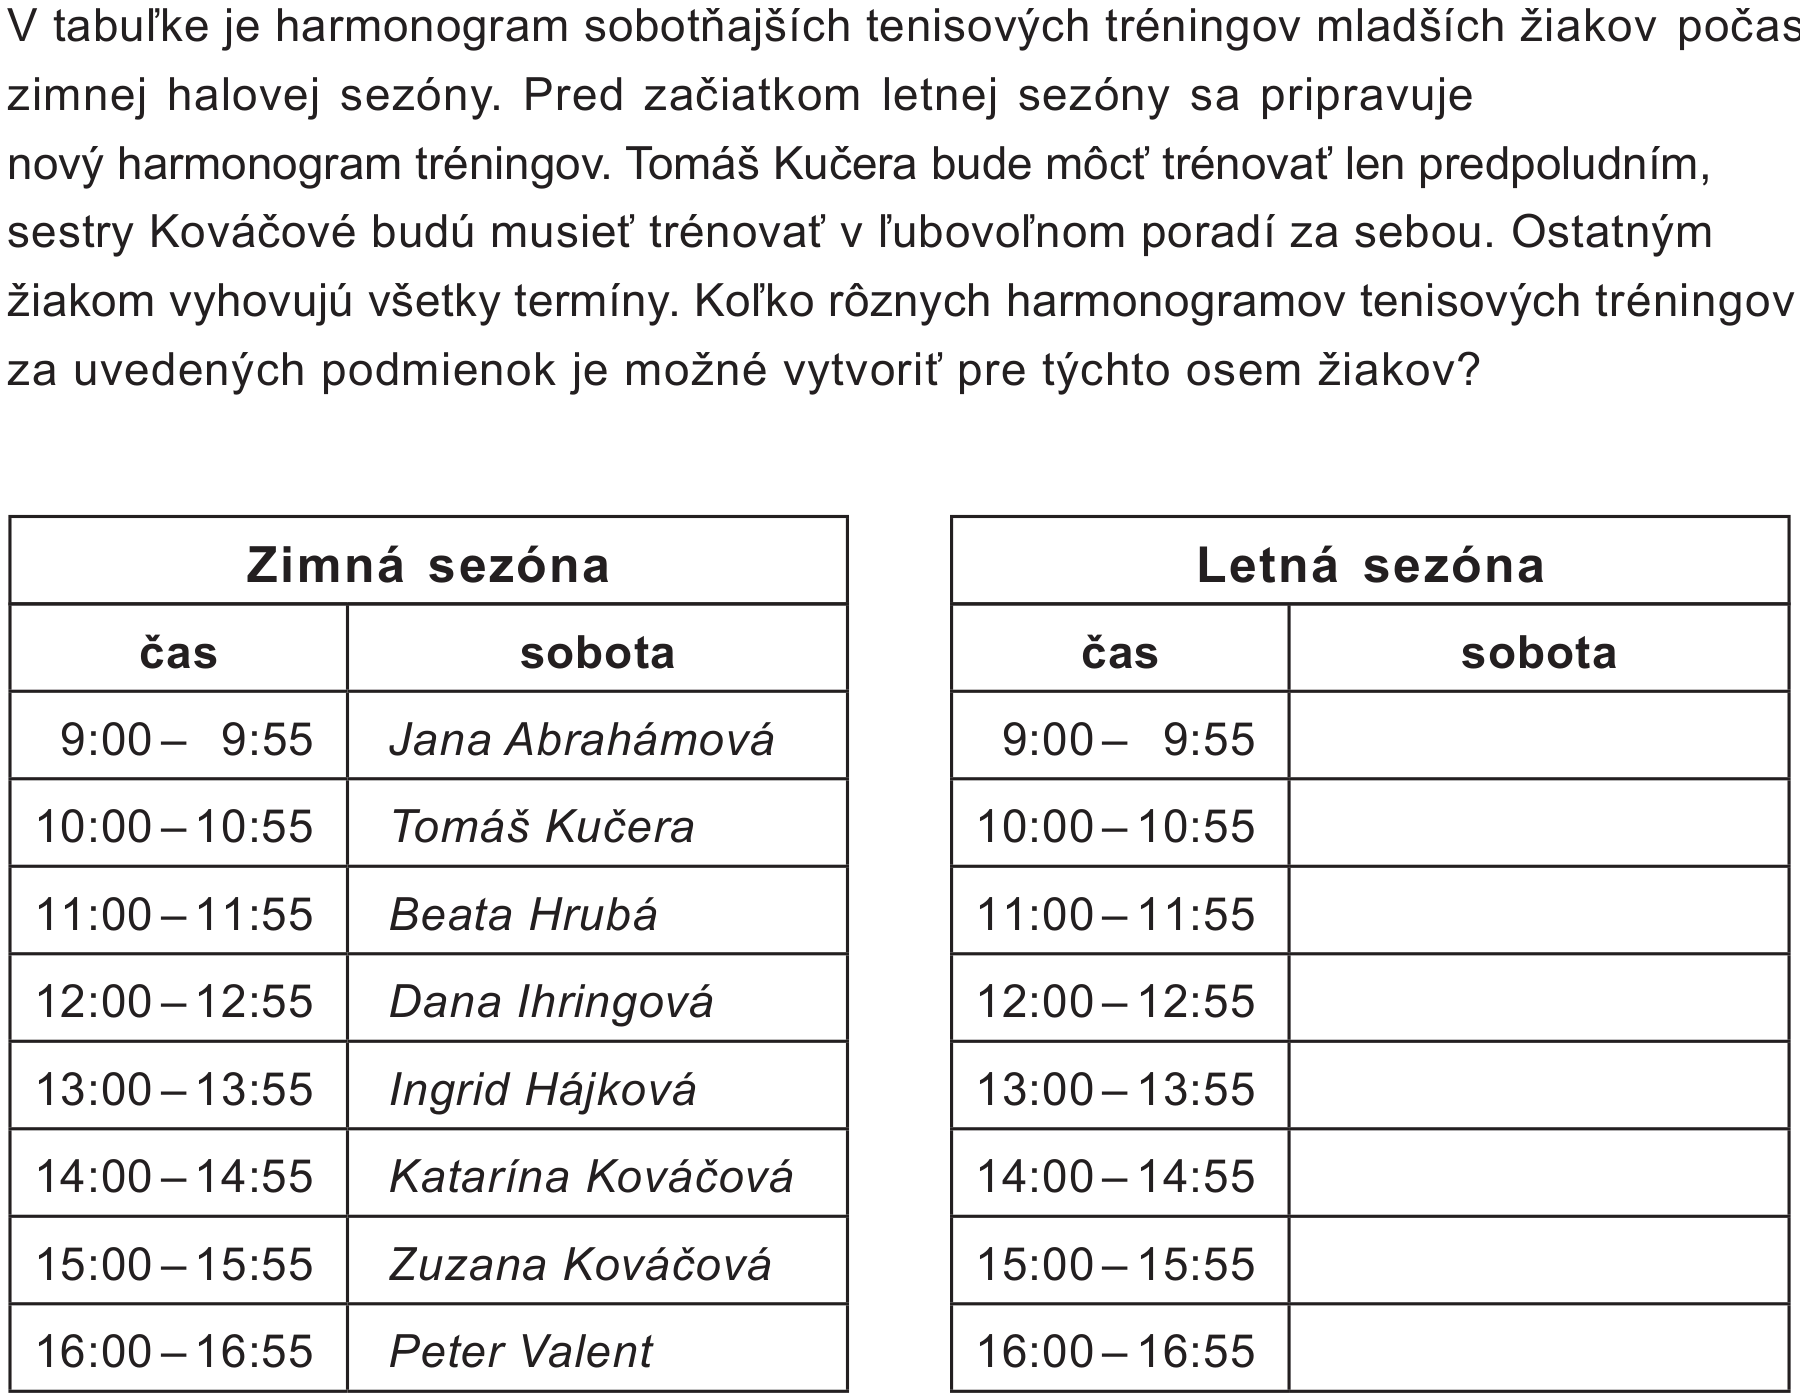 V tabuľke je harmonogram sobotňajších tenisových tréningov mladších žiakov počas
zimnej halovej sezóny. Pred začiatkom letnej sezóny sa pripravuje
nový harmonogram tréningov. Tomáš Kučera bude môcť trénovať len predpoludním,
sestry Kováčové budú musieť trénovať v ľubovoľnom poradí za sebou. Ostatným
žiakom vyhovujú všetky termíny. Koľko rôznych harmonogramov tenisových tréningov
za uvedených podmienok je možné vytvoriť pre týchto osem žiakov?
Zimná sezóna
čas sobota
9:00 – 9:55 Jana Abrahámová
10:00 – 10:55 Tomáš Kučera
11:00 – 11:55 Beata Hrubá
12:00 – 12:55 Dana Ihringová
13:00 – 13:55 Ingrid Hájková
14:00 – 14:55 Katarína Kováčová
15:00 – 15:55 Zuzana Kováčová
16:00 – 16:55 Peter Valent
Letná sezóna
čas sobota
9:00 – 9:55
10:00 – 10:55
11:00 – 11:55
12:00 – 12:55
13:00 – 13:55
14:00 – 14:55
15:00 – 15:55
16:00 – 16:55